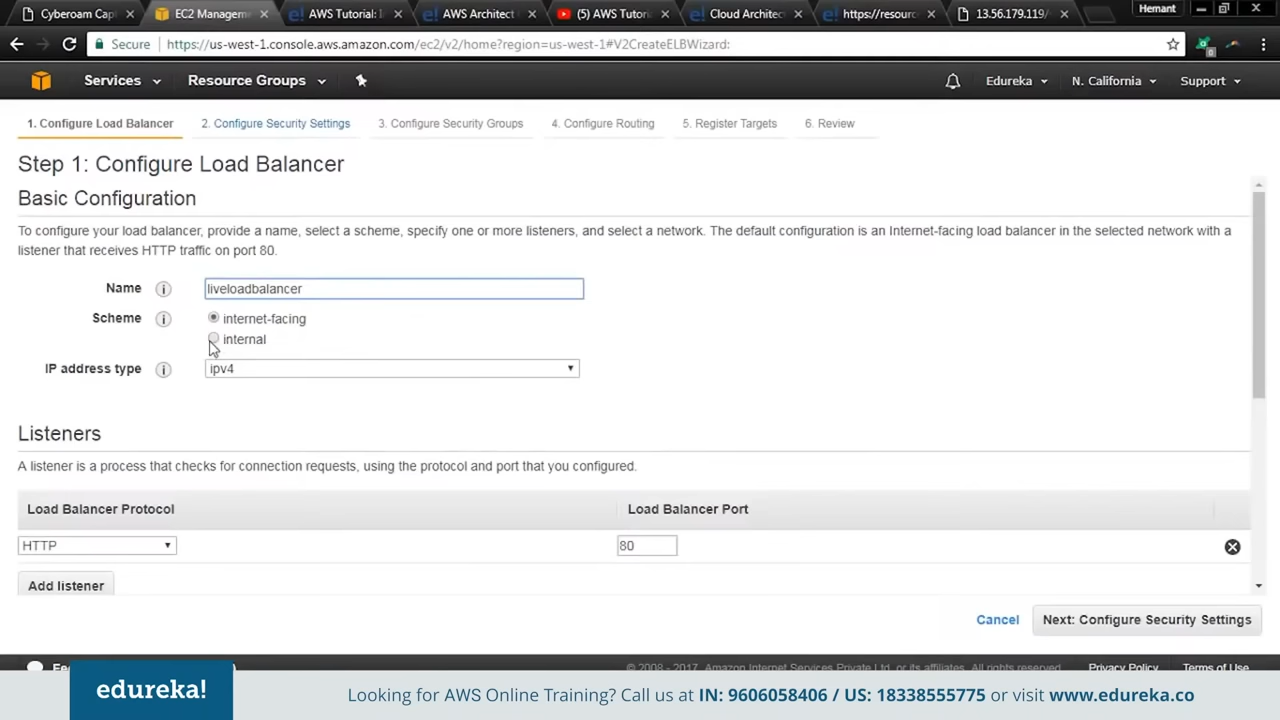 Cyberoam Cap
EC2 Managem
AWS Tutorial:
AWS Architect
(5) AWS Tuto
Cloud Architec
https://resour
13.56.179.119/
Hemant
Secure
https://us-west-1.console.aws.amazon.com/ec2/v2/home?region=us-west-1#V2CreateELBWizard:
Services
Resource Groups
Edureka
N. California
Support
1. Configure Load Balancer
2. Configure Security Settings
3. Configure Security Groups
4. Configure Routing
5. Register Targets
6. Review
Step 1: Configure Load Balancer
Basic Configuration
To configure your load balancer, provide a name, select a scheme, specify one or more listeners, and select a network. The default configuration is an Internet-facing load balancer in the selected network with a
listener that receives HTTP traffic on port 80.
Name
liveloadbalancer
Scheme
internet-facing
internal
IP address type
ipv4
Listeners
A listener is a process that checks for connection requests, using the protocol and port that you configured.
Load Balancer Protocol
Load Balancer Port
HTTP
80
Add listener
Cancel
Next: Configure Security Settings
© 2008 - 2017, Amazon Internet Services Private Ltd. or its affiliates. All rights reserved.
Privacy Policy
Terms of Use
edureka!
Looking for AWS Online Training? Call us at IN: 9606058406 / US: 18338555775 or visit www.edureka.co